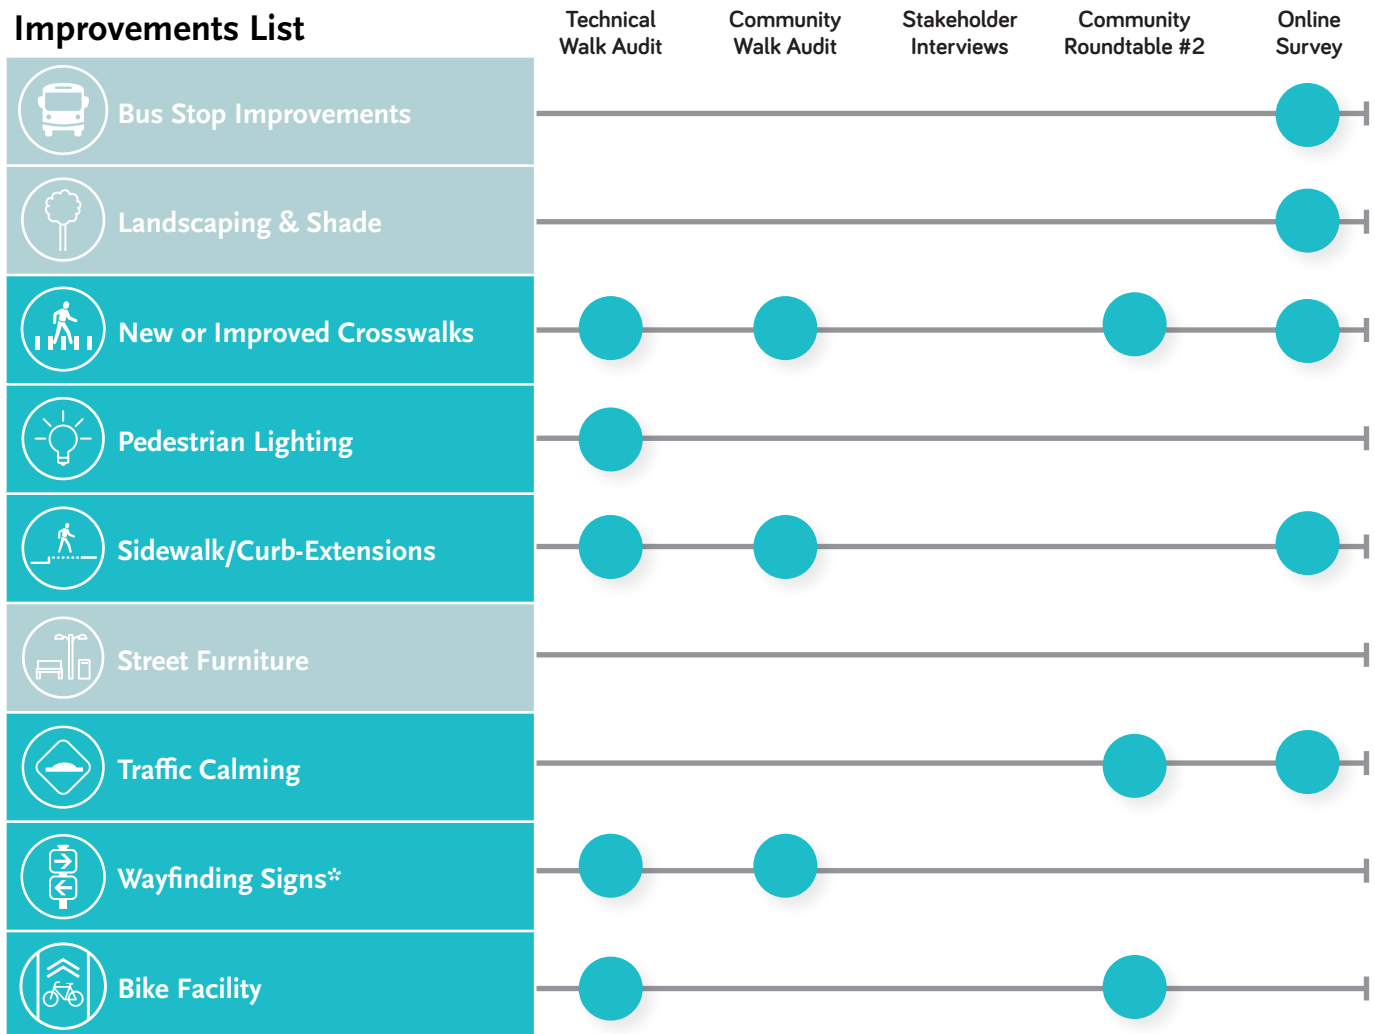 Improvements List
Technical
Walk Audit
Community
Walk Audit
Stakeholder
Interviews
Community
Roundtable #2
Online
Survey
Bus Stop Improvements
Landscaping & Shade
New or Improved Crosswalks
Pedestrian Lighting
Sidewalk/Curb-Extensions
Street Furniture
Traffic Calming
Wayfinding Signs*
Bike Facility